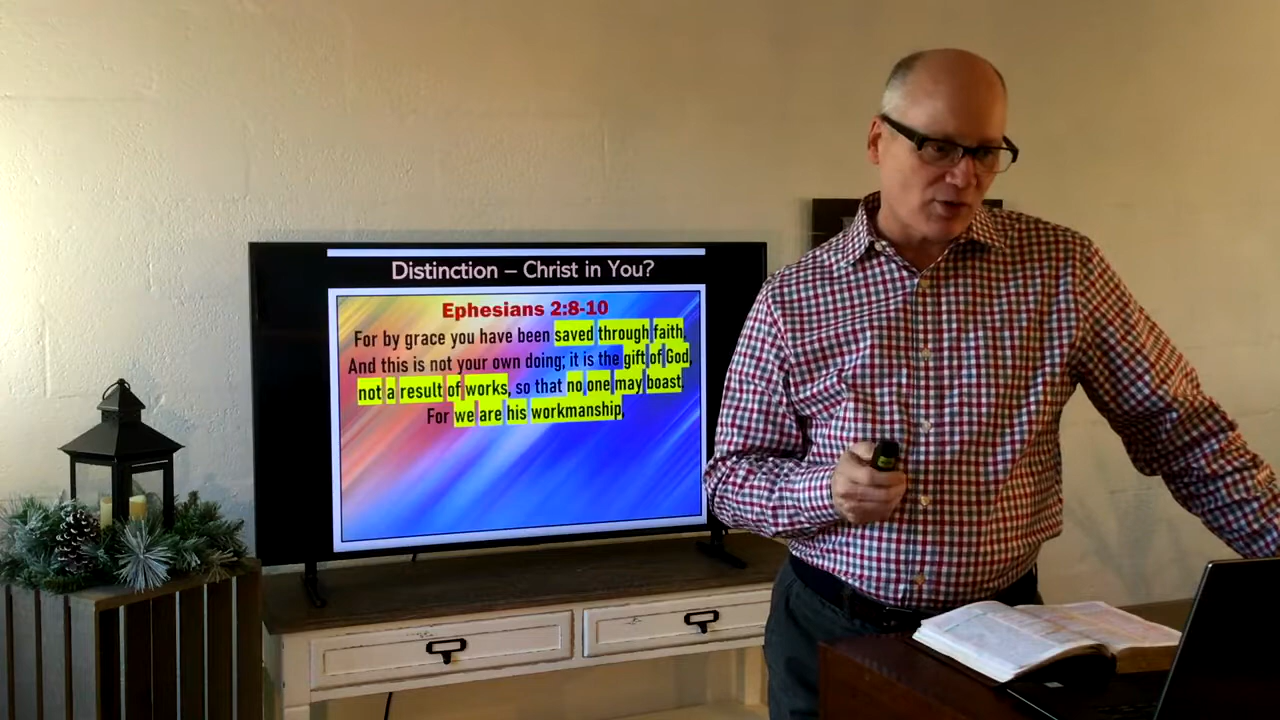 Distinction – Christ in You?
Ephesians 2:8-10
For by grace you have been saved through faith,
And this is not your own doing; it is the gift of God,
not a result of works, so that no one may boast.
For we are his workmanship,